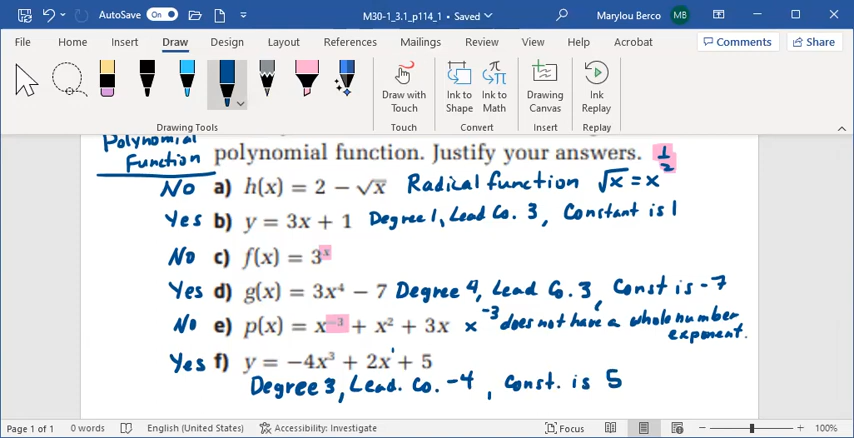 AutoSave On M30-1_3.1_p114_1 • Saved Marylou Berco MB
File Home Insert Draw Design Layout References Mailings Review View Help Acrobat Comments Share
Draw with Touch Ink to Shape Ink to Math Drawing Canvas Ink Replay
Drawing Tools Touch Convert Insert Replay
Polynomial
Function polynomial function. Justify your answers. 1/2
No a) h(x) = 2 − √x Radical function √x = x
Yes b) y = 3x + 1 Degree 1, Lead Co. 3, Constant is 1
No c) f(x) = 3ˣ
Yes d) g(x) = 3x⁴ − 7 Degree 4, Lead Co. 3, Const is -7
No e) p(x) = x⁻³ + x² + 3x x⁻³ does not have a whole number
exponent.
Yes f) y = −4x³ + 2x¹ + 5
Degree 3, Lead. Co. -4, Const. is 5
Page 1 of 1 0 words English (United States) Accessibility: Investigate Focus 100%